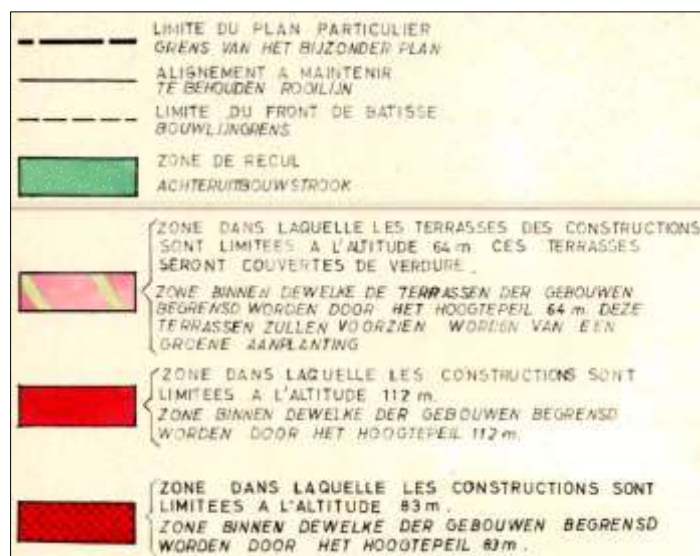 LIMITE DU PLAN PARTICULIER
GRENS VAN HET BIJZONDER PLAN
ALIGNEMENT A MAINTENIR
TE BEHOUDEN ROOILIJN
LIMITE DU FRONT DE BATISSE
BOUWLIJNGRENS
ZONE DE RECUL
ACHTERUITBOUWSTROOK
ZONE DANS LAQUELLE LES TERRASSES DES CONSTRUCTIONS
SONT LIMITEES A L'ALTITUDE 64 m. CES TERRASSES
SERONT COUVERTES DE VERDURE.
ZONE BINNEN DEWELKE DE TERRASSEN DER GEBOUWEN
BEGRENSD WORDEN DOOR HET HOOGTEPEIL 64 m. DEZE
TERRASSEN ZULLEN VOORZIEN WORDEN VAN EEN
GROENE AANPLANTING
ZONE DANS LAQUELLE LES CONSTRUCTIONS SONT
LIMITEES A L'ALTITUDE 112 m.
ZONE BINNEN DEWELKE DER GEBOUWEN BEGRENSD
WORDEN DOOR HET HOOGTEPEIL 112 m.
ZONE DANS LAQUELLE LES CONSTRUCTIONS SONT
LIMITEES A L'ALTITUDE 83 m.
ZONE BINNEN DEWELKE DER GEBOUWEN BEGRENSD
WORDEN DOOR HET HOOGTEPEIL 83 m.